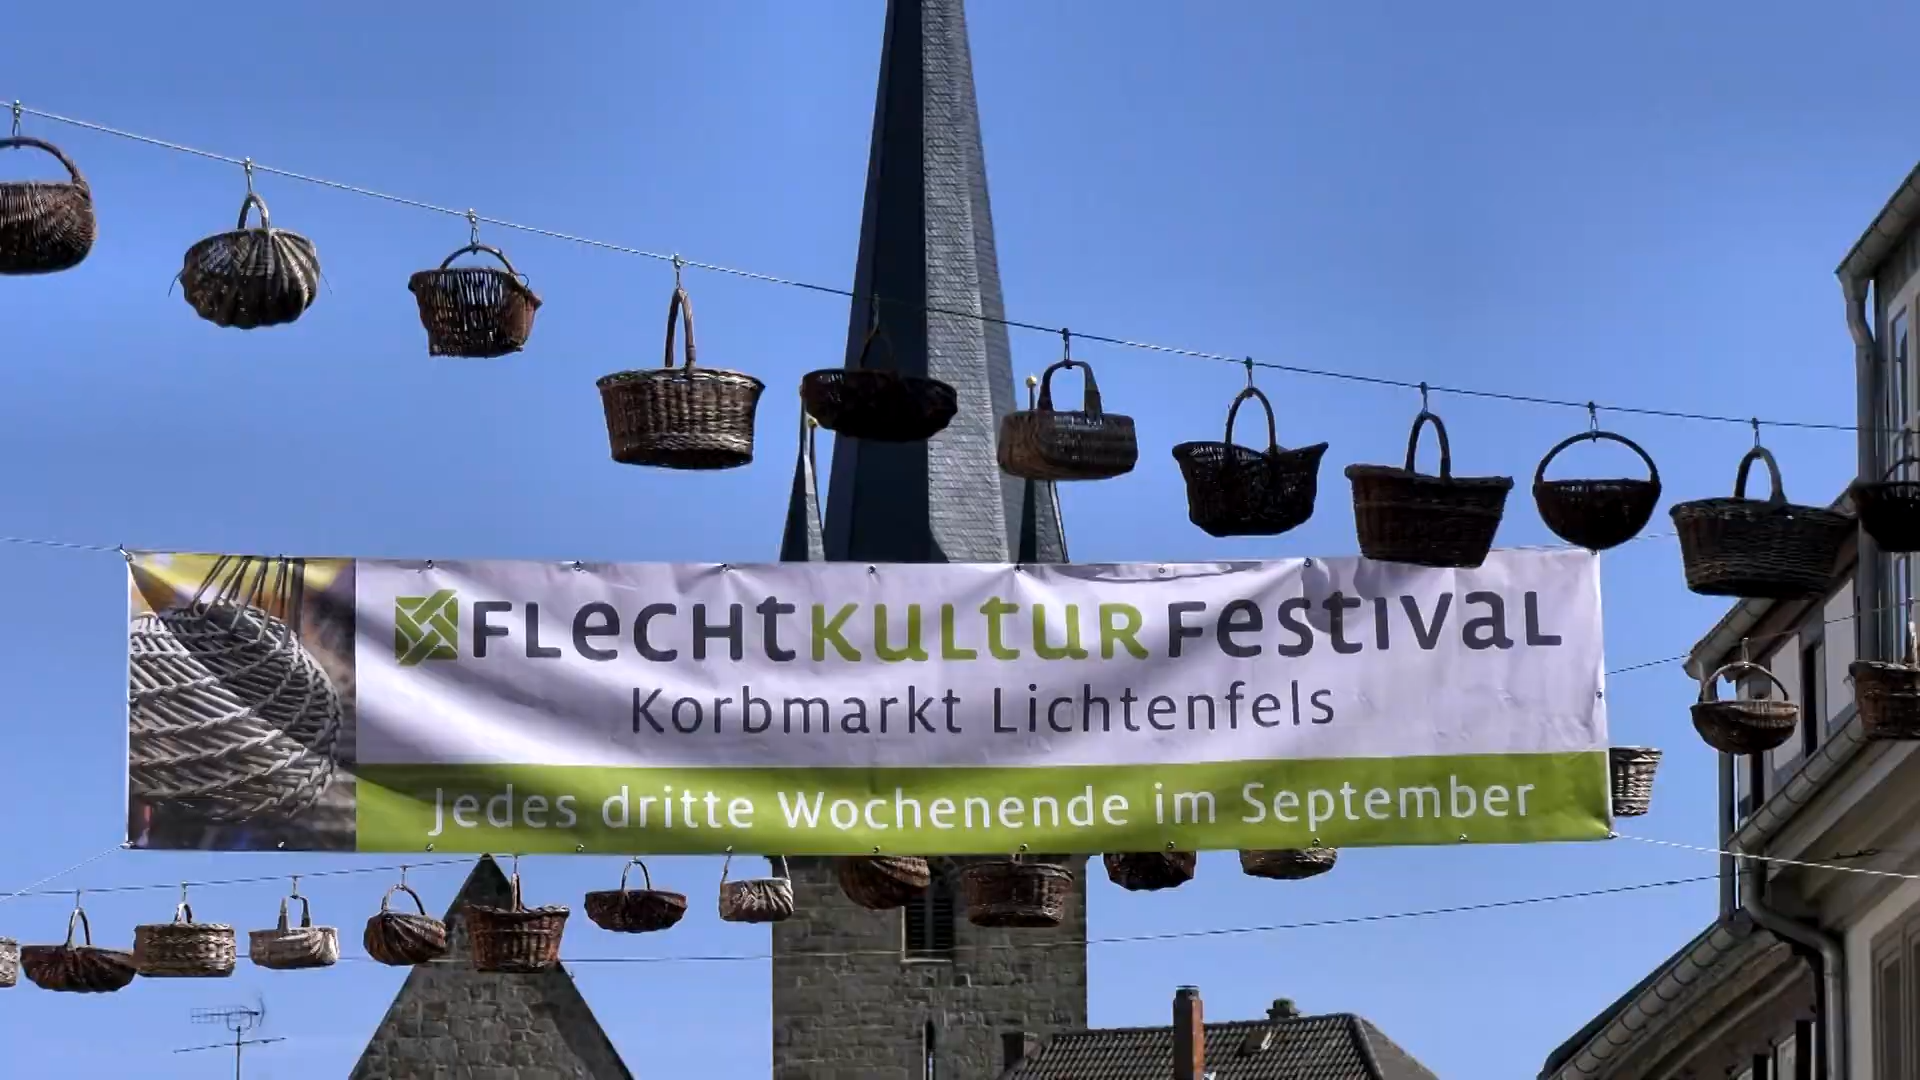 FLECHTKULTURFESTIVAL
Korbmarkt Lichtenfels
Jedes dritte Wochenende im September